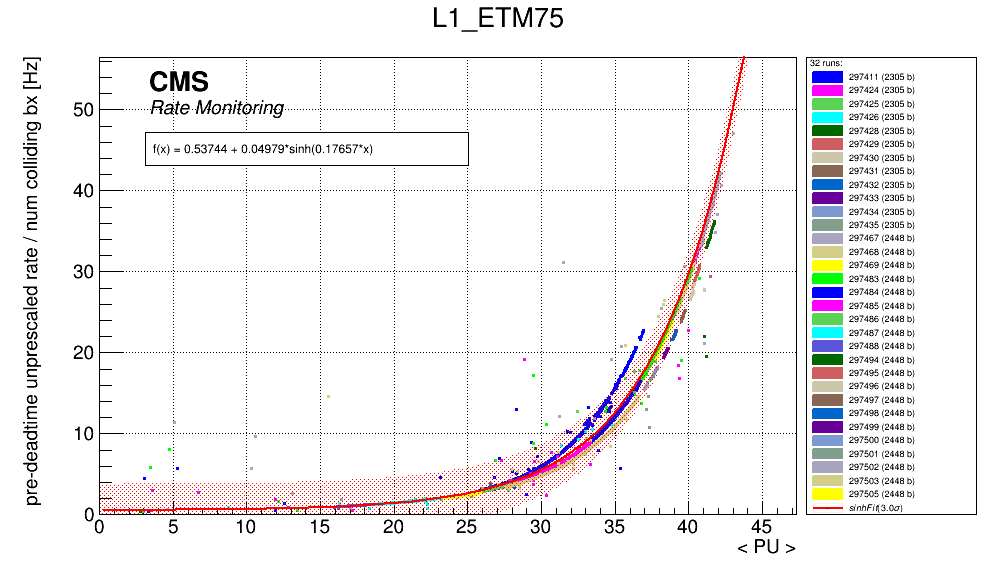 L1_ETM75
pre-deadtime unprescaled rate / num colliding bx [Hz]
CMS
Rate Monitoring
f(x) = 0.53744 + 0.04979*sinh(0.17657*x)
50
40
30
20
10
0
0 5 10 15 20 25 30 35 40 45
< PU >
32 runs:
297411 (2305 b)
297424 (2305 b)
297425 (2305 b)
297426 (2305 b)
297428 (2305 b)
297429 (2305 b)
297430 (2305 b)
297431 (2305 b)
297432 (2305 b)
297433 (2305 b)
297434 (2305 b)
297435 (2305 b)
297467 (2448 b)
297468 (2448 b)
297469 (2448 b)
297483 (2448 b)
297484 (2448 b)
297485 (2448 b)
297486 (2448 b)
297487 (2448 b)
297488 (2448 b)
297494 (2448 b)
297495 (2448 b)
297496 (2448 b)
297497 (2448 b)
297498 (2448 b)
297499 (2448 b)
297500 (2448 b)
297501 (2448 b)
297502 (2448 b)
297503 (2448 b)
297505 (2448 b)
sinhFit(3.0σ)